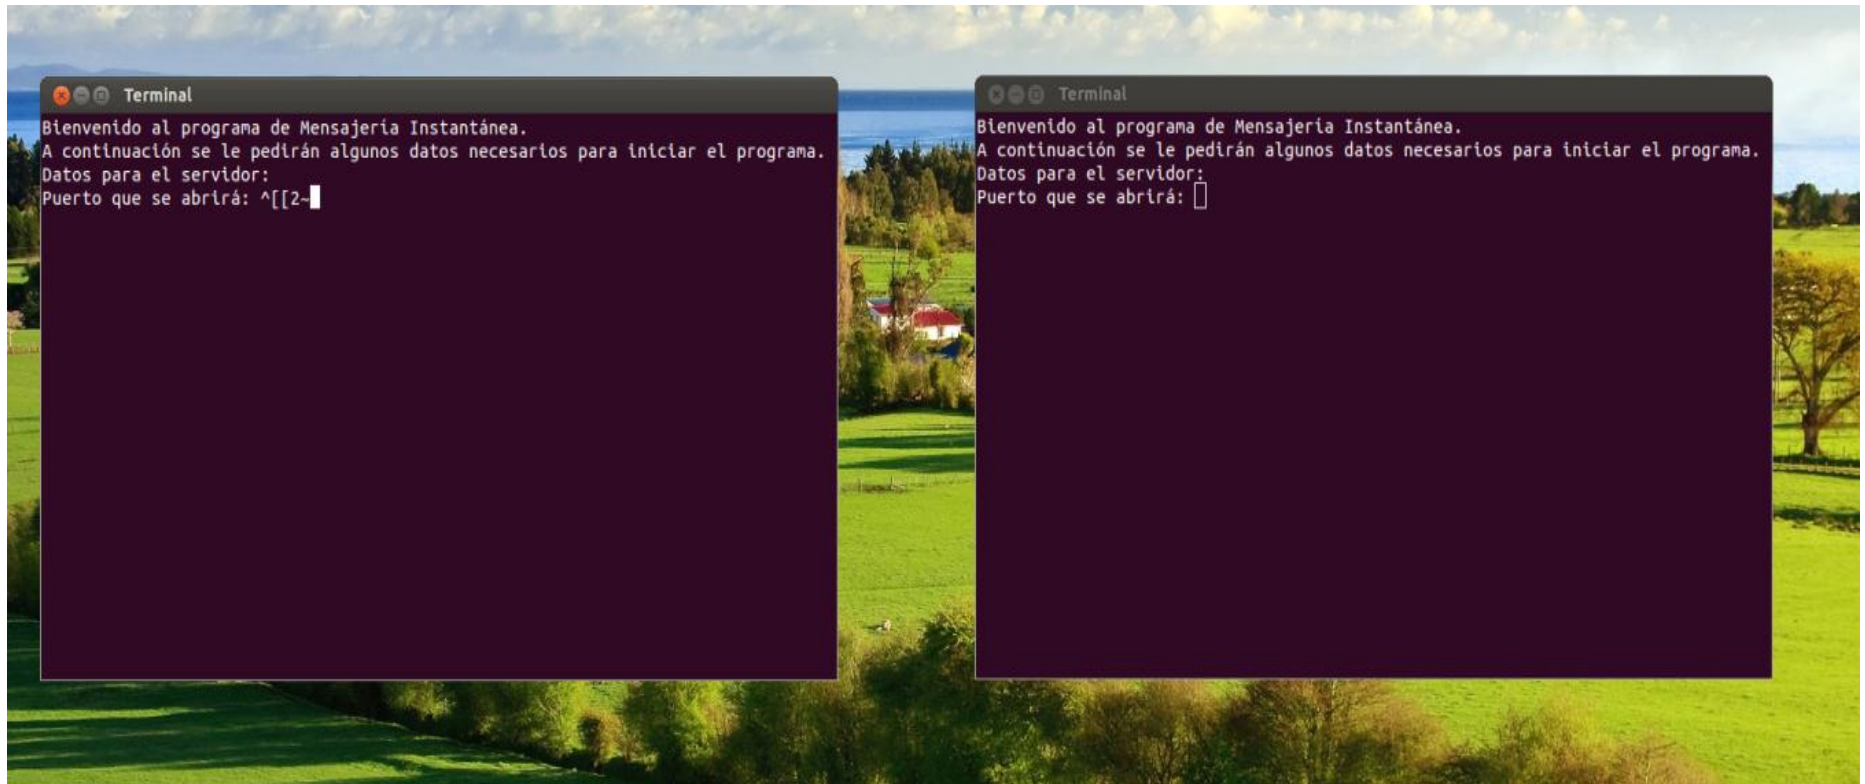 Terminal
Bienvenido al programa de Mensajería Instantánea.
A continuación se le pedirán algunos datos necesarios para iniciar el programa.
Datos para el servidor:
Puerto que se abrirá: ^[[2~
Terminal
Bienvenido al programa de Mensajería Instantánea.
A continuación se le pedirán algunos datos necesarios para iniciar el programa.
Datos para el servidor:
Puerto que se abrirá: